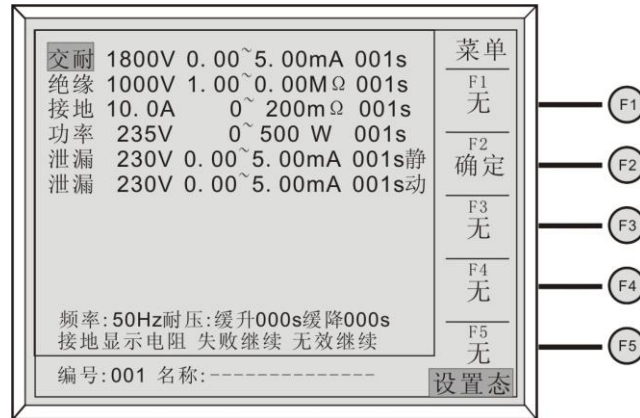 交耐 1800V 0.00~5.00mA 001s
绝缘 1000V 1.00~0.00MΩ 001s
接地 10.0A 0~ 200mΩ 001s
功率 235V 0~500 W 001s
泄漏 230V 0.00~5.00mA 001s静
泄漏 230V 0.00~5.00mA 001s动
频率:50Hz耐压:缓升000s缓降000s
接地显示电阻 失败继续 无效继续
编号:001 名称:--------------
菜单
F1
无
F2
确定
F3
无
F4
无
F5
无
设置态
F1
F2
F3
F4
F5